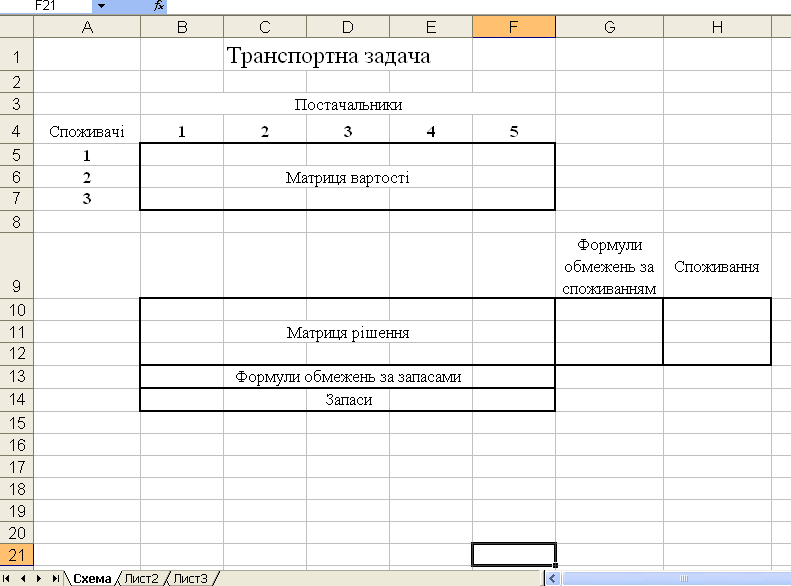 F21 fx
A B C D E F G H
1 Транспортна задача
2
3 Постачальники
4 Споживачі 1 2 3 4 5
5 1
6 2 Матриця вартості
7 3
8
Формули
обмежень за Споживання
9 споживанням
10
11 Матриця рішення
12
13 Формули обмежень за запасами
14 Запаси
15
16
17
18
19
20
21
Схема Лист2 Лист3